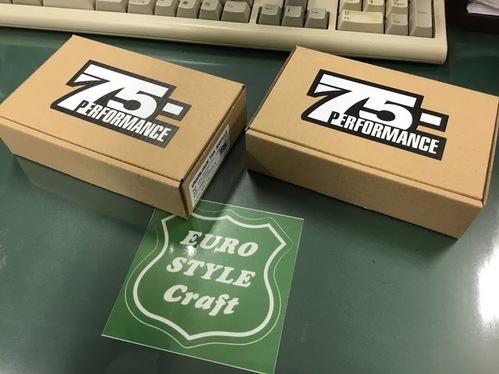 75-
PERFORMANCE
75-
PERFORMANCE
EURO
STYLE
Craft